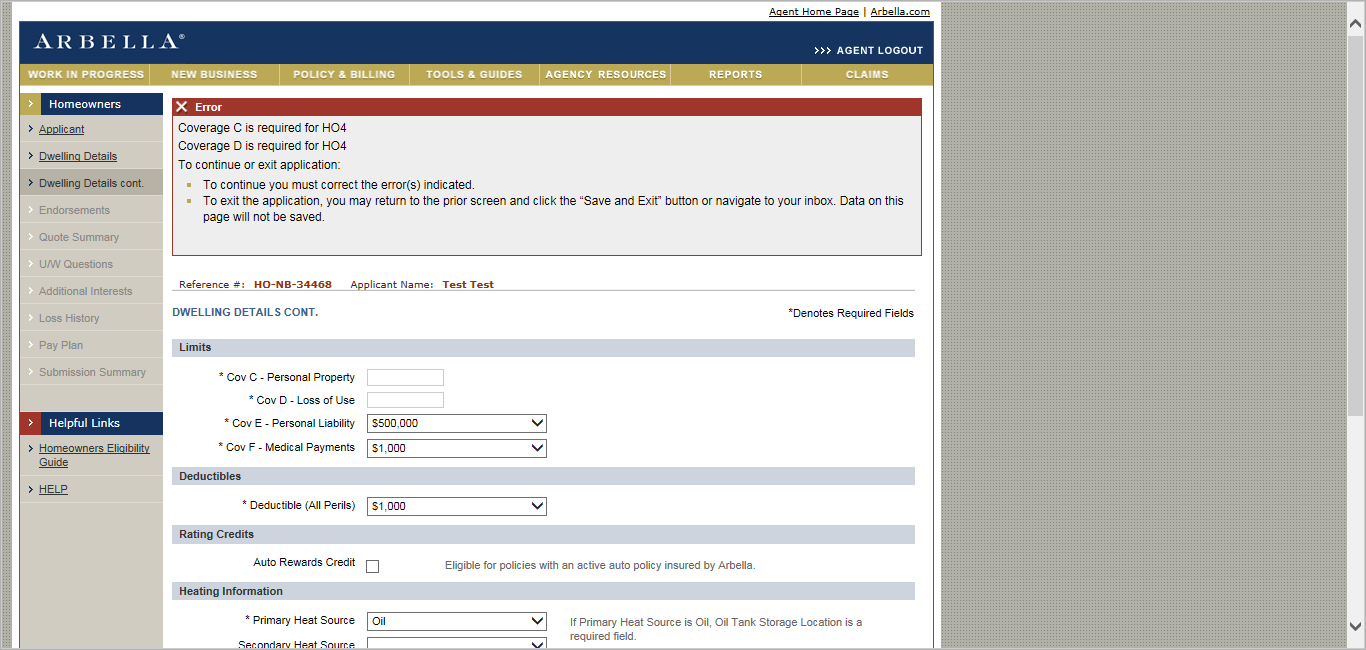 Agent Home Page | Arbella.com
ARBELLA®
>>> AGENT LOGOUT
WORK IN PROGRESS NEW BUSINESS POLICY & BILLING TOOLS & GUIDES AGENCY RESOURCES REPORTS CLAIMS
Homeowners
Applicant
Dwelling Details
Dwelling Details cont.
Endorsements
Quote Summary
U/W Questions
Additional Interests
Loss History
Pay Plan
Submission Summary
Helpful Links
Homeowners Eligibility
Guide
HELP
Error
Coverage C is required for HO4
Coverage D is required for HO4
To continue or exit application:
To continue you must correct the error(s) indicated.
To exit the application, you may return to the prior screen and click the “Save and Exit” button or navigate to your inbox. Data on this
page will not be saved.
Reference #: HO-NB-34468 Applicant Name: Test Test
DWELLING DETAILS CONT.
*Denotes Required Fields
Limits
* Cov C - Personal Property
* Cov D - Loss of Use
* Cov E - Personal Liability $500,000
* Cov F - Medical Payments $1,000
Deductibles
* Deductible (All Perils) $1,000
Rating Credits
Auto Rewards Credit Eligible for policies with an active auto policy insured by Arbella.
Heating Information
* Primary Heat Source Oil If Primary Heat Source is Oil, Oil Tank Storage Location is a
required field.
Secondary Heat Source